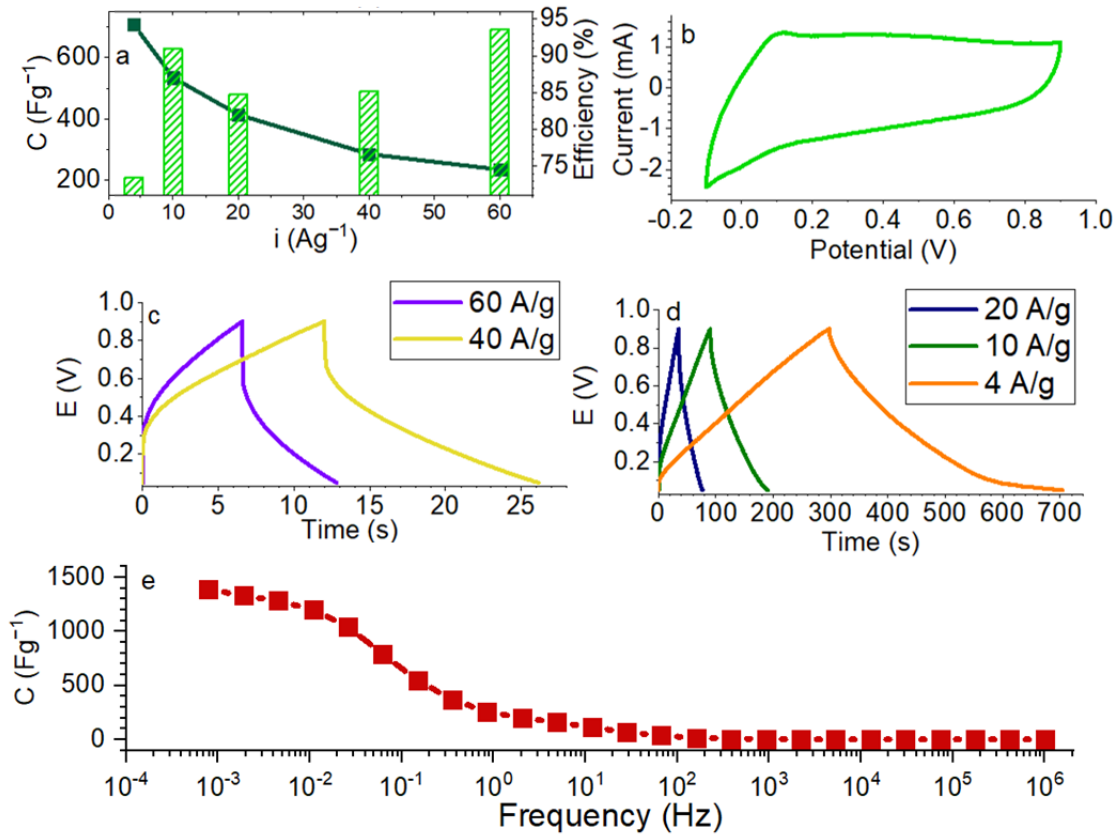 a
C (Fg⁻¹)
600
400
200
0 10 20 30 40 50 60
i (Ag⁻¹)
95
90
85
80
75
Efficiency (%)
b
Current (mA)
1
0
-1
-2
-0.2 0.0 0.2 0.4 0.6 0.8 1.0
Potential (V)
c
60 A/g
40 A/g
E (V)
1.0
0.8
0.6
0.4
0.2
0 5 10 15 20 25
Time (s)
d
20 A/g
10 A/g
4 A/g
E (V)
1.0
0.8
0.6
0.4
0.2
0 100 200 300 400 500 600 700
Time (s)
e
C (Fg⁻¹)
1500
1000
500
0
10⁻⁴ 10⁻³ 10⁻² 10⁻¹ 10⁰ 10¹ 10² 10³ 10⁴ 10⁵ 10⁶
Frequency (Hz)